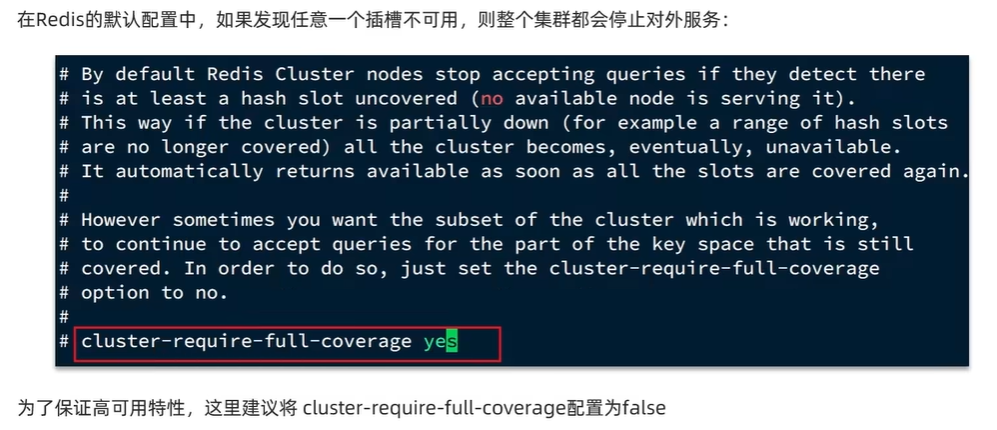 在Redis的默认配置中，如果发现任意一个插槽不可用，则整个集群都会停止对外服务：
# By default Redis Cluster nodes stop accepting queries if they detect there
# is at least a hash slot uncovered (no available node is serving it).
# This way if the cluster is partially down (for example a range of hash slots
# are no longer covered) all the cluster becomes, eventually, unavailable.
# It automatically returns available as soon as all the slots are covered again.
#
# However sometimes you want the subset of the cluster which is working,
# to continue to accept queries for the part of the key space that is still
# covered. In order to do so, just set the cluster-require-full-coverage
# option to no.
#
# cluster-require-full-coverage yes
为了保证高可用特性，这里建议将 cluster-require-full-coverage配置为false